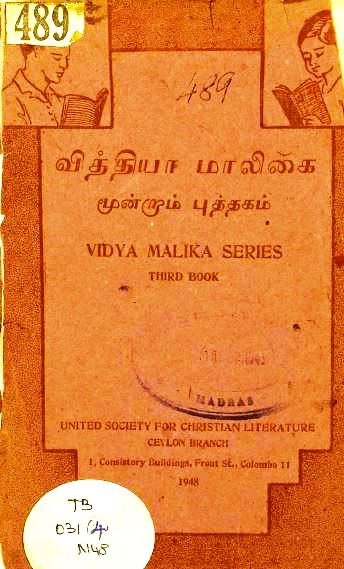 489
489
வித்தியா மாலிகை
மூன்றும் புத்தகம்
VIDYA MALIKA SERIES
THIRD BOOK
MADRAS
UNITED SOCIETY FOR CHRISTIAN LITERATURE
CEYLON BRANCH
1, Consistory Buildings, Front St., Colombo 11
1948
TB
031(4)
N48